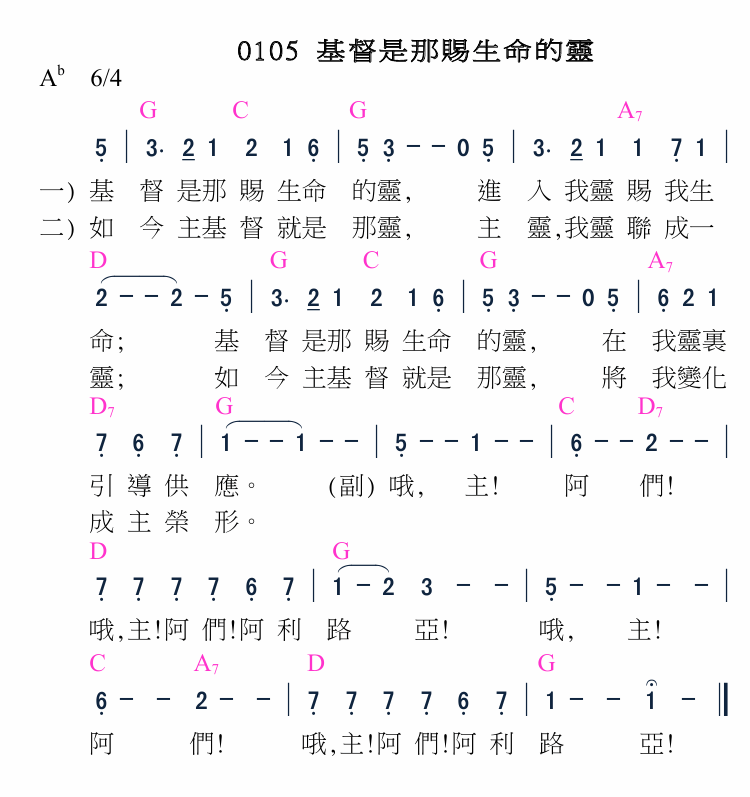 0105 基督是那賜生命的靈
Ab 6/4
G C G A7
5 | 3. 2 1 2 1 6 | 5 3 - - 0 5 | 3. 2 1 1 7 1 |
一) 基 督 是那 賜 生命 的靈， 進 入 我靈 賜 我生
二) 如 今 主基 督 就是 那靈， 主 靈,我靈 聯 成一
D G C G A7
2 - - 2 - 5 | 3. 2 1 2 1 6 | 5 3 - - 0 5 | 6 2 1
命； 基 督 是那 賜 生命 的靈， 在 我靈裏
靈； 如 今 主基 督 就是 那靈， 將 我變化
D7 G C D7
7 6 7 | 1 - - 1 - - | 5 - - 1 - - | 6 - - 2 - - |
引 導 供 應。 (副) 哦， 主! 阿 們!
成 主 榮 形。
D G
7 7 7 7 6 7 | 1 - 2 3 - - | 5 - - 1 - - |
哦,主!阿 們!阿 利 路 亞! 哦， 主!
C A7 D G
6 - - 2 - - | 7 7 7 7 6 7 | 1 - - 1 - ‖
阿 們! 哦,主!阿 們!阿 利 路 亞!